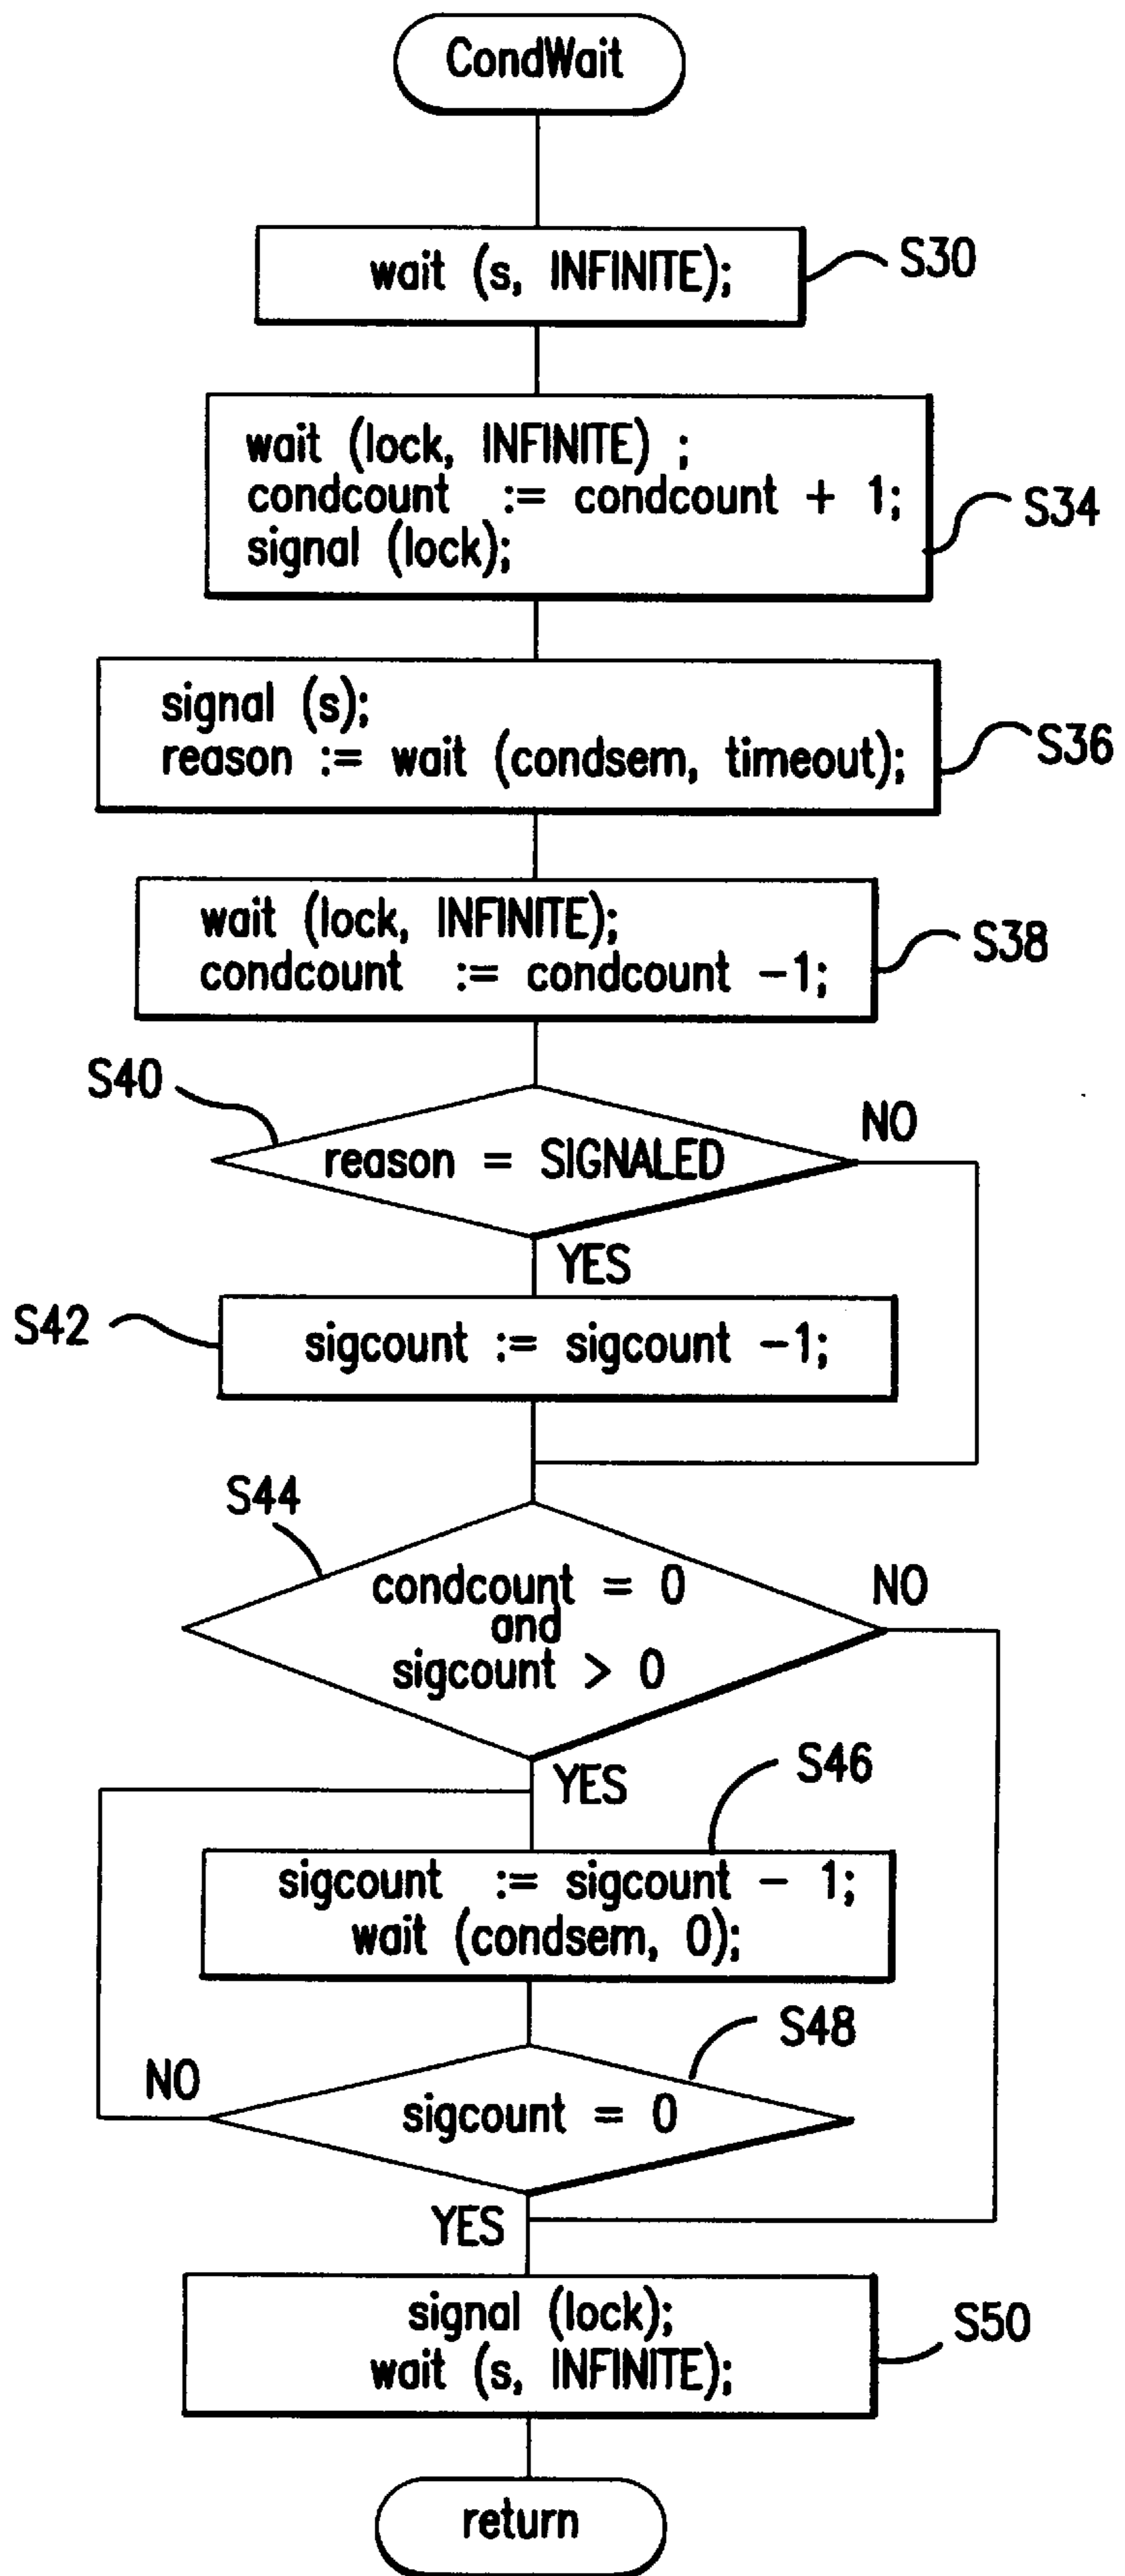 CondWait
wait (s, INFINITE);
S30
wait (lock, INFINITE) ;
condcount := condcount + 1;
signal (lock);
S34
signal (s);
reason := wait (condsem, timeout);
S36
wait (lock, INFINITE);
condcount := condcount -1;
S38
S40
reason = SIGNALED
NO
YES
S42
sigcount := sigcount -1;
S44
condcount = 0
and
sigcount > 0
NO
YES
S46
sigcount := sigcount - 1;
wait (condsem, 0);
S48
NO
sigcount = 0
YES
signal (lock);
wait (s, INFINITE);
S50
return